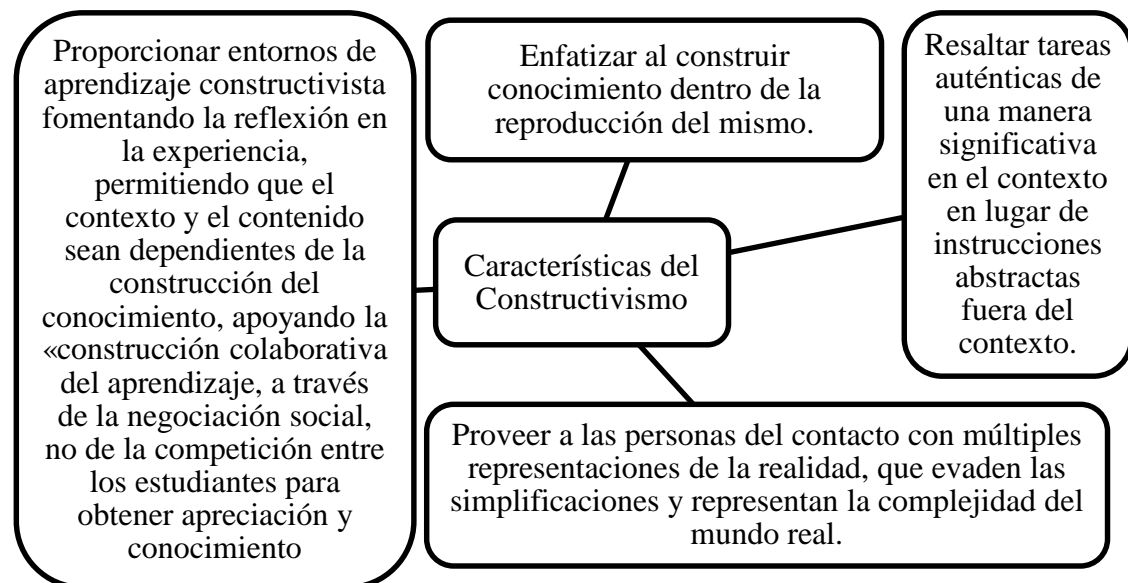 Proporcionar entornos de
aprendizaje constructivista
fomentando la reflexión en
la experiencia,
permitiendo que el
contexto y el contenido
sean dependientes de la
construcción del
conocimiento, apoyando la
«construcción colaborativa
del aprendizaje, a través
de la negociación social,
no de la competición entre
los estudiantes para
obtener apreciación y
conocimiento
Enfatizar al construir
conocimiento dentro de la
reproducción del mismo.
Resaltar tareas
auténticas de
una manera
significativa
en el contexto
en lugar de
instrucciones
abstractas
fuera del
contexto.
Características del
Constructivismo
Proveer a las personas del contacto con múltiples
representaciones de la realidad, que evaden las
simplificaciones y representan la complejidad del
mundo real.